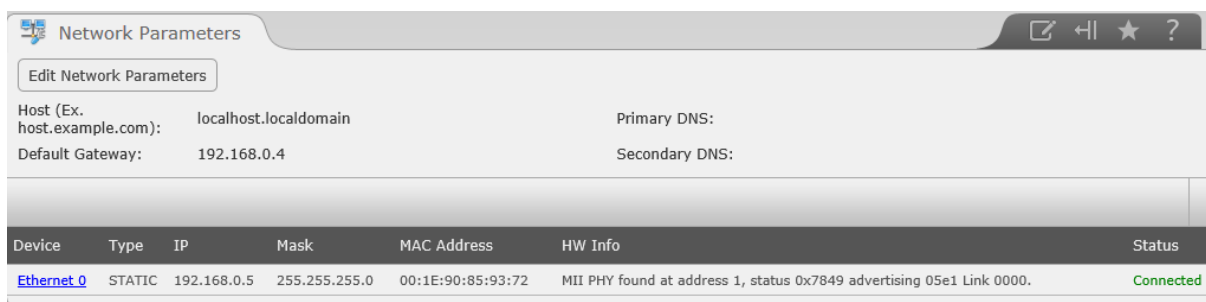 Network Parameters
?
Edit Network Parameters
Host (Ex.
host.example.com):
localhost.localdomain
Primary DNS:
Default Gateway:
192.168.0.4
Secondary DNS:
Device Type IP Mask MAC Address HW Info Status
Ethernet 0 STATIC 192.168.0.5 255.255.255.0 00:1E:90:85:93:72 MII PHY found at address 1, status 0x7849 advertising 05e1 Link 0000. Connected